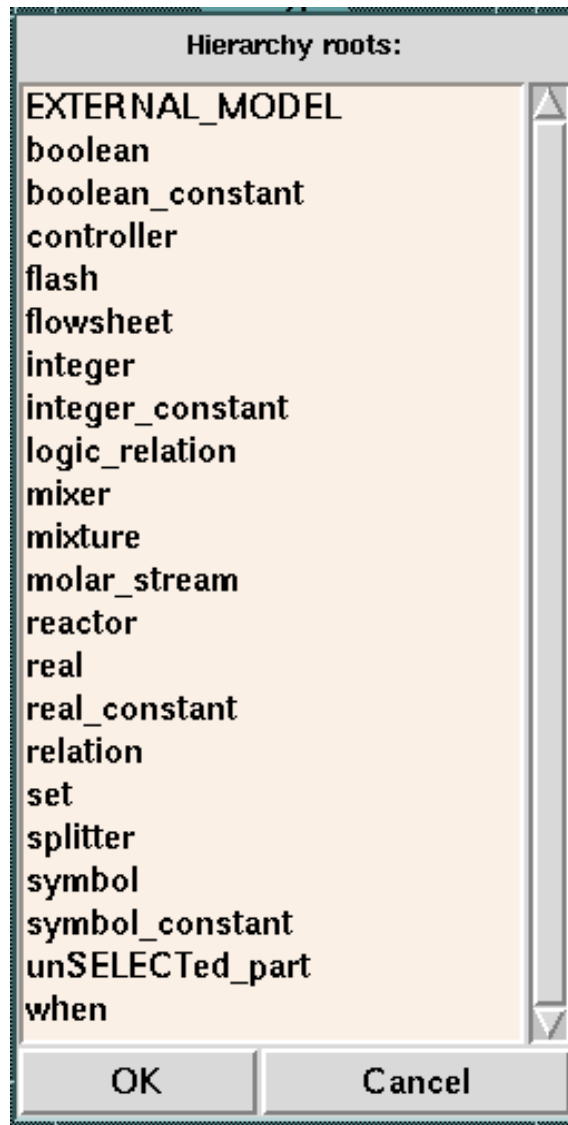 Hierarchy roots:
EXTERNAL_MODEL
boolean
boolean_constant
controller
flash
flowsheet
integer
integer_constant
logic_relation
mixer
mixture
molar_stream
reactor
real
real_constant
relation
set
splitter
symbol
symbol_constant
unSELECTed_part
when
OK Cancel